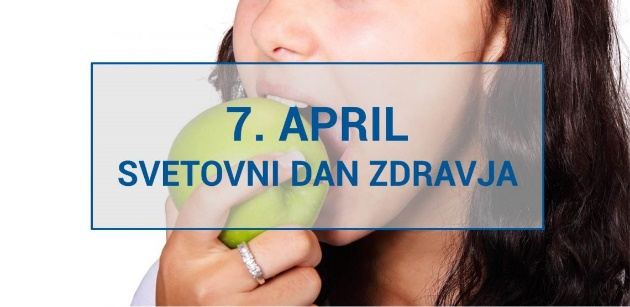 7. APRIL
SVETOVNI DAN ZDRAVJA